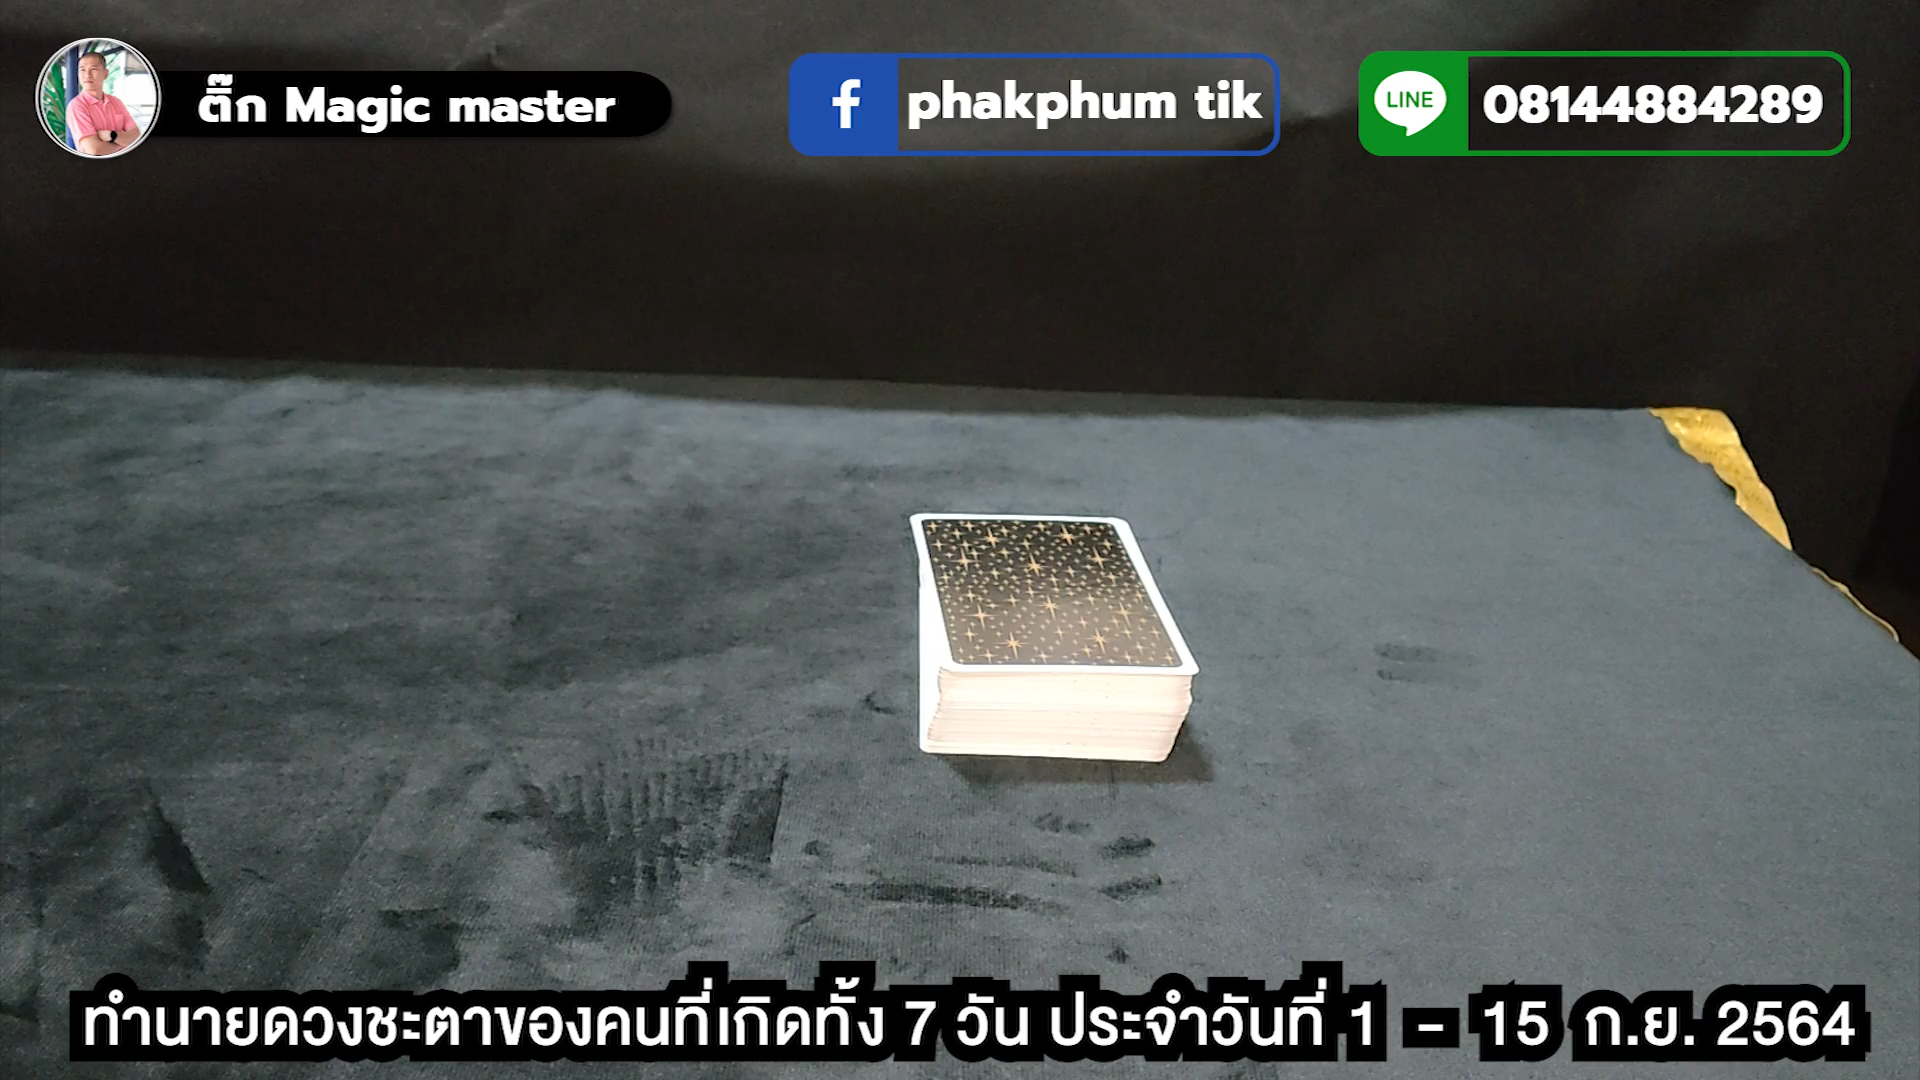 ติ๊ก Magic master
f phakphum tik
LINE 08144884289
ทำนายดวงชะตาของคนที่เกิดทั้ง 7 วัน ประจำวันที่ 1 - 15 ก.ย. 2564